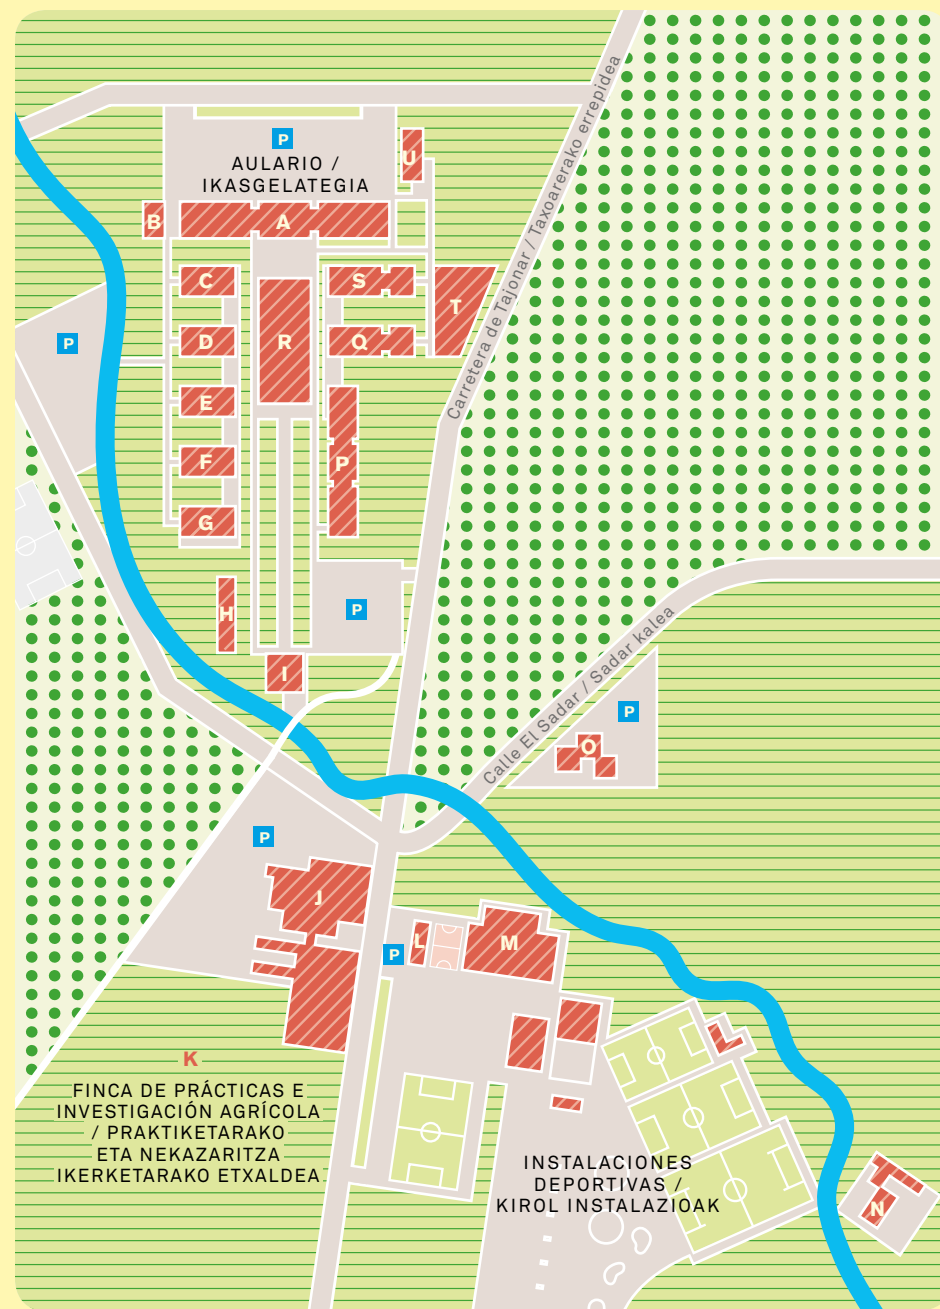 P
AULARIO /
IKASGELATEGIA
U
B
A
C
S
T
P
D
R
Q
E
F
P
G
H
P
I
Carretera de Tajonar / Taxoarerako errepidea
Calle El Sadar / Sadar kalea
P
O
P
J
P
L
M
K
FINCA DE PRÁCTICAS E
INVESTIGACIÓN AGRÍCOLA
/ PRAKTIKETARAKO
ETA NEKAZARITZA
IKERKETARAKO ETXALDEA
INSTALACIONES
DEPORTIVAS /
KIROL INSTALAZIOAK
N